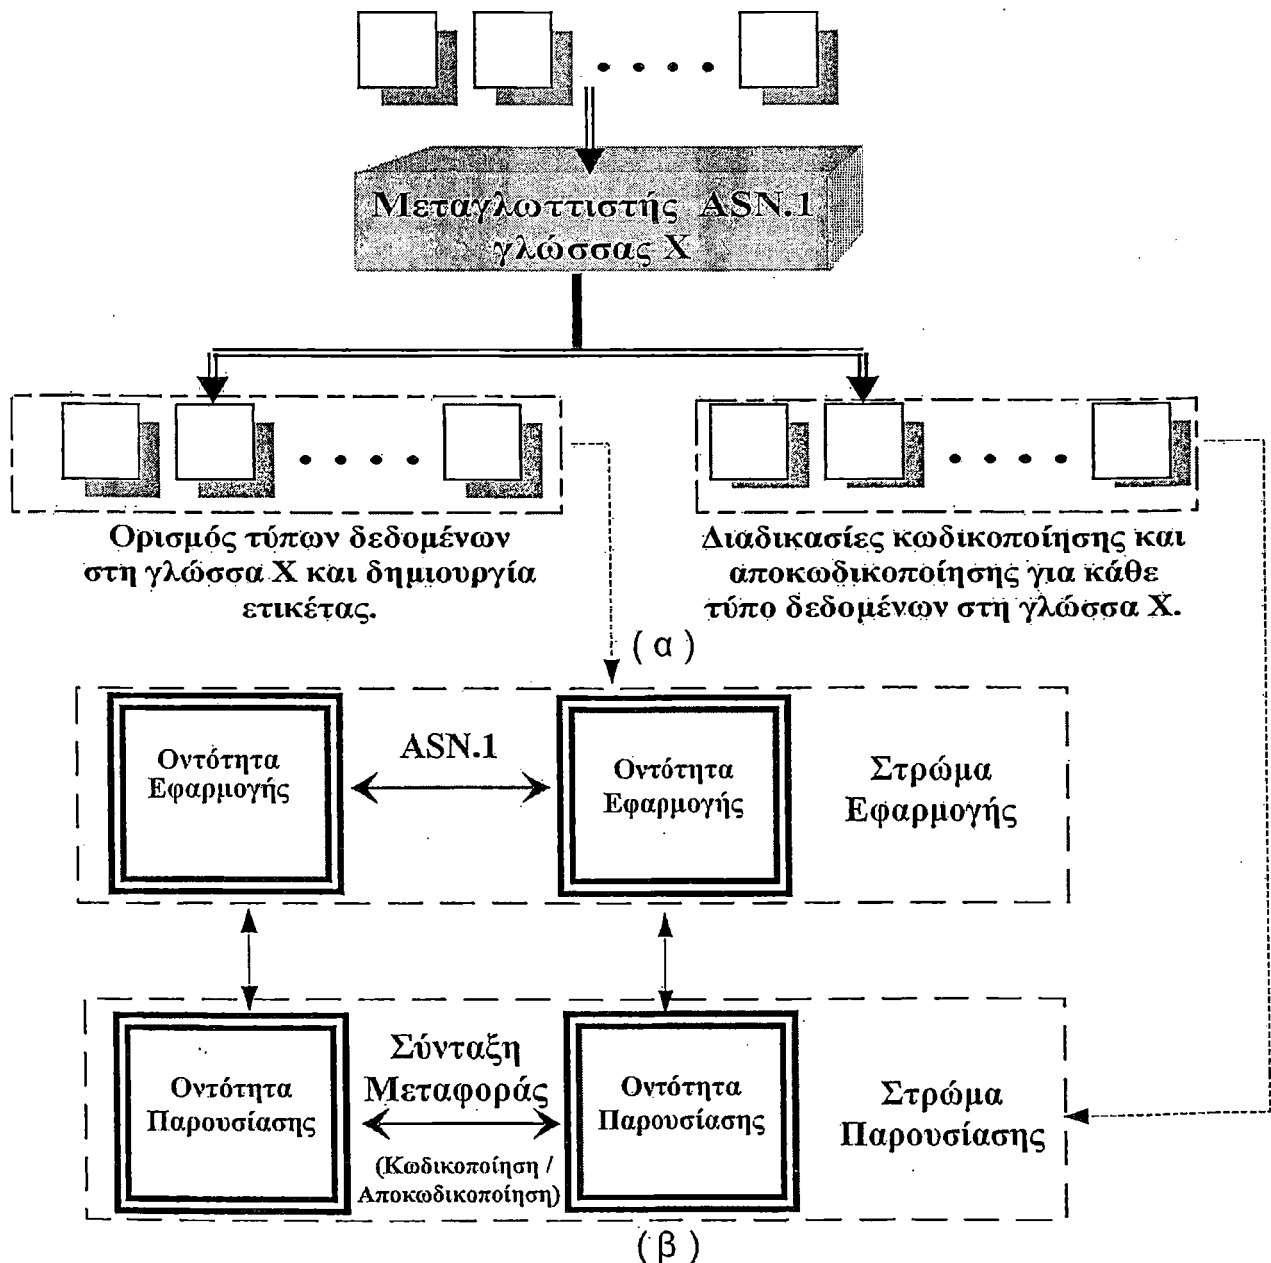 Μεταγλωττιστής ASN.1
γλώσσας X
Ορισμός τύπων δεδομένων
στη γλώσσα X και δημιουργία
ετικέτας.
Διαδικασίες κωδικοποίησης και
αποκωδικοποίησης για κάθε
τύπο δεδομένων στη γλώσσα X.
( α )
Οντότητα
Εφαρμογής
ASN.1
Οντότητα
Εφαρμογής
Στρώμα
Εφαρμογής
Οντότητα
Παρουσίασης
Σύνταξη
Μεταφοράς
(Κωδικοποίηση /
Αποκωδικοποίηση)
Οντότητα
Παρουσίασης
Στρώμα
Παρουσίασης
( β )